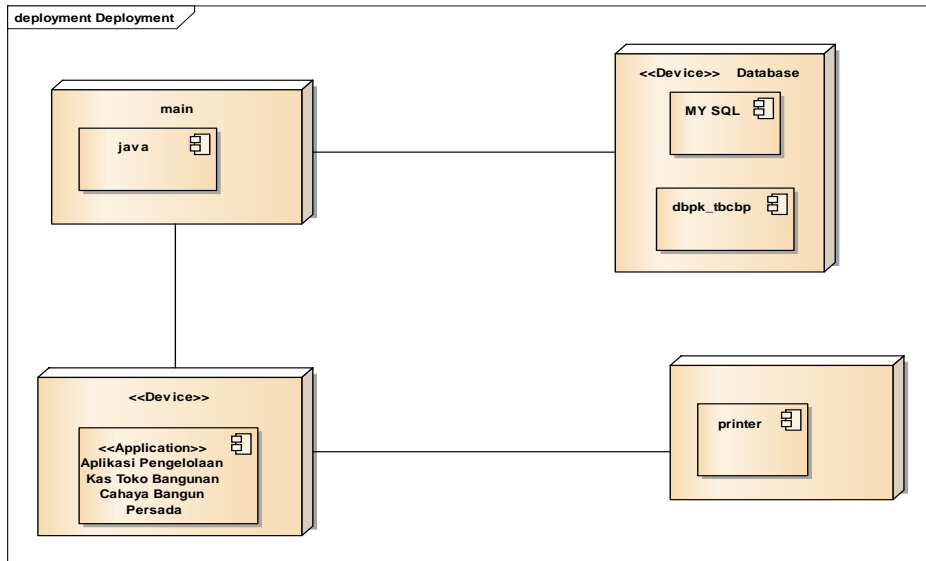 deployment Deployment
main
java
<<Device>> Database
MY SQL
dbpk_tbcbp
<<Device>>
<<Application>>
Aplikasi Pengelolaan
Kas Toko Bangunan
Cahaya Bangun
Persada
printer